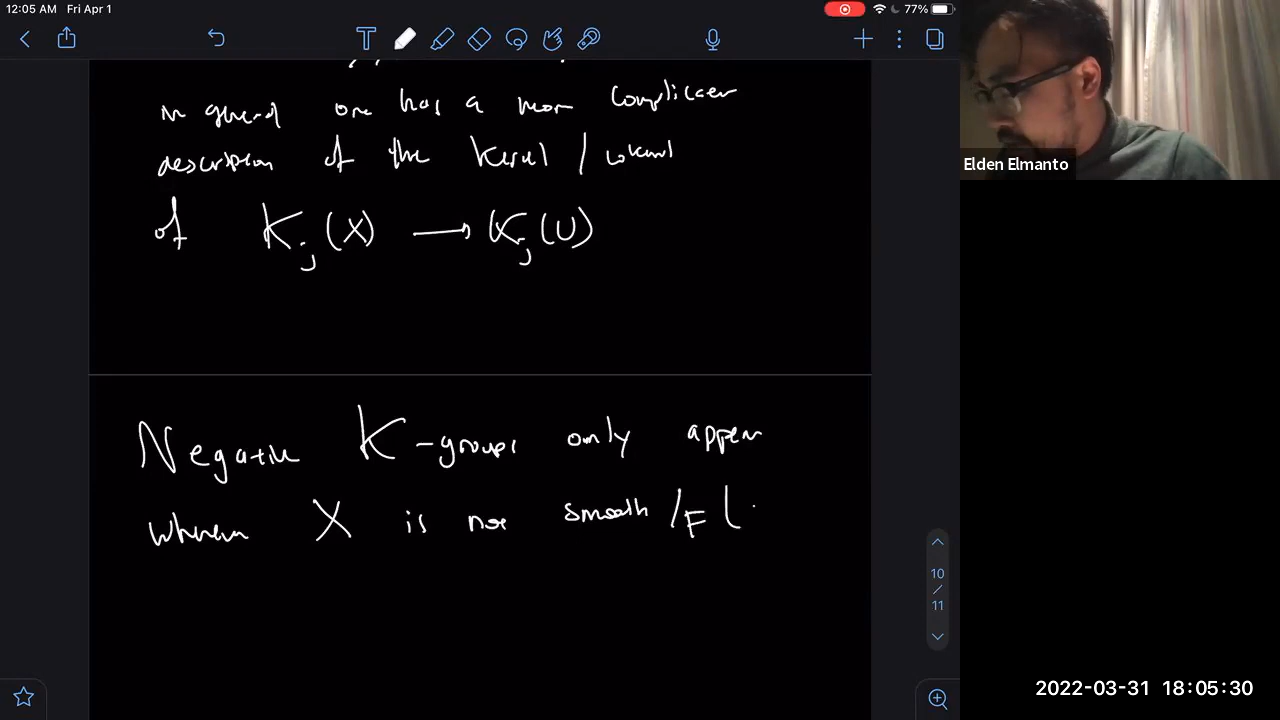 12:05 AM Fri Apr 1
77%
in general one has a more complicated
description of the kernel / cokernel
of K_j(X) → K_j(U)
Elden Elmanto
Negative K-groups only appear
whenever X is not smooth /F (
10
/
11
2022-03-31 18:05:30